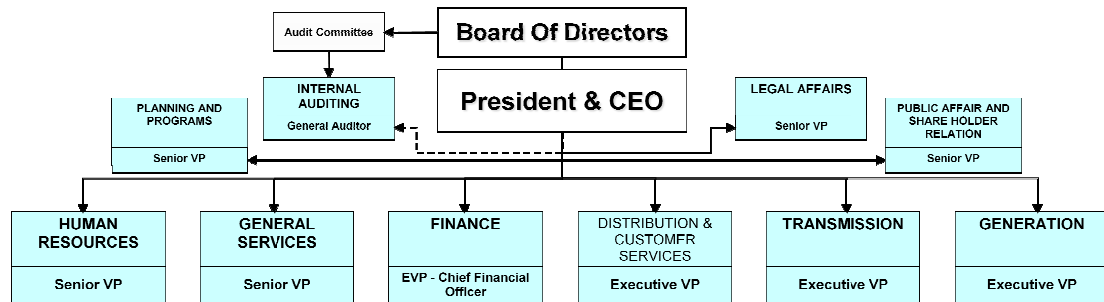 Board Of Directors
Audit Committee
President & CEO
INTERNAL
AUDITING
General Auditor
LEGAL AFFAIRS
Senior VP
PLANNING AND
PROGRAMS
Senior VP
PUBLIC AFFAIR AND
SHARE HOLDER
RELATION
Senior VP
HUMAN
RESOURCES
Senior VP
GENERAL
SERVICES
Senior VP
FINANCE
EVP - Chief Financial
Officer
DISTRIBUTION &
CUSTOMER
SERVICES
Executive VP
TRANSMISSION
Executive VP
GENERATION
Executive VP